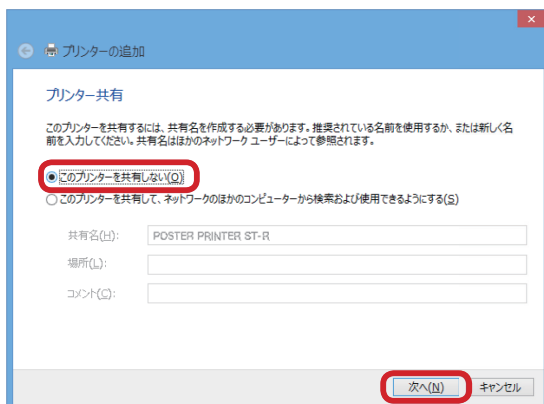 プリンターの追加
プリンター共有
このプリンターを共有するには、共有名を作成する必要があります。推奨されている名前を使用するか、または新しく名
前を入力してください。共有名はほかのネットワーク ユーザーによって参照されます。
このプリンターを共有しない(O)
このプリンターを共有して、ネットワークのほかのコンピューターから検索および使用できるようにする(S)
共有名(H): POSTER PRINTER ST-R
場所(L):
コメント(C):
次へ(N) キャンセル